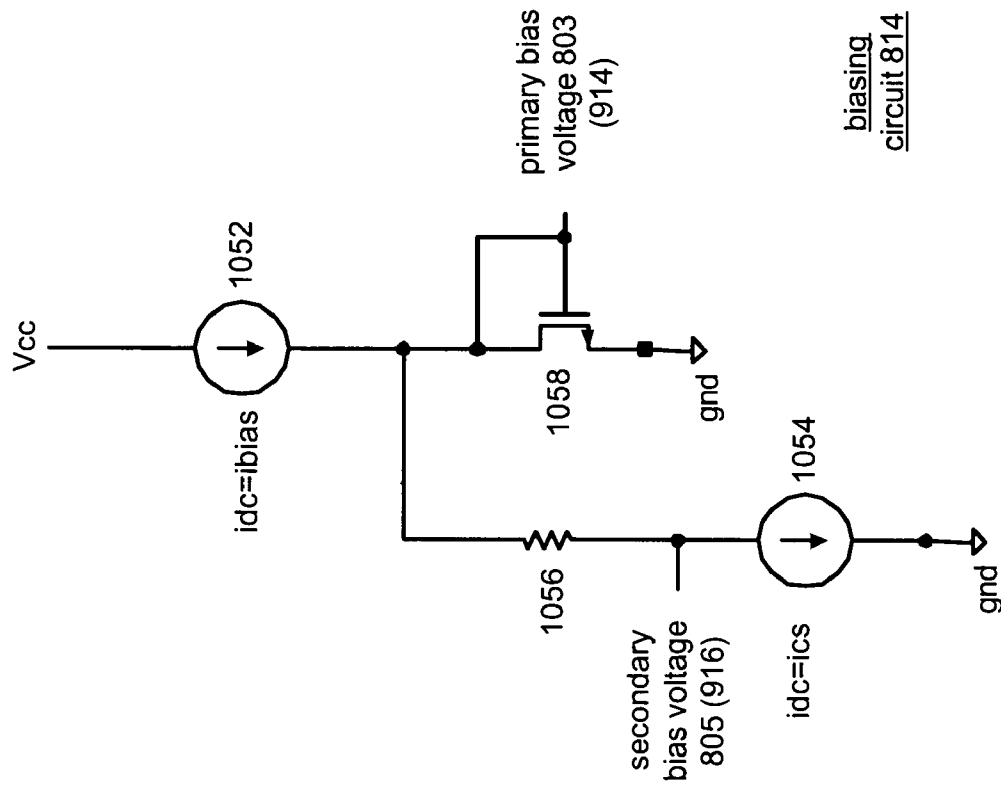 Vcc
1052
idc=ibias
primary bias
voltage 803
(914)
1058
gnd
1056
secondary
bias voltage
805 (916)
1054
idc=ics
gnd
biasing
circuit 814